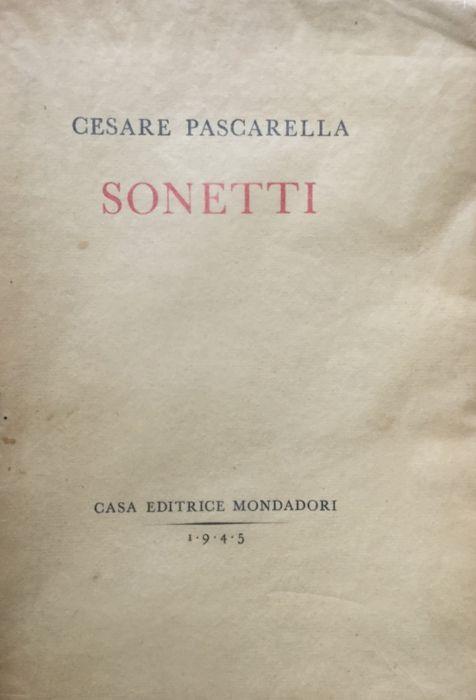 CESARE PASCARELLA
SONETTI
CASA EDITRICE MONDADORI
1·9·4·5